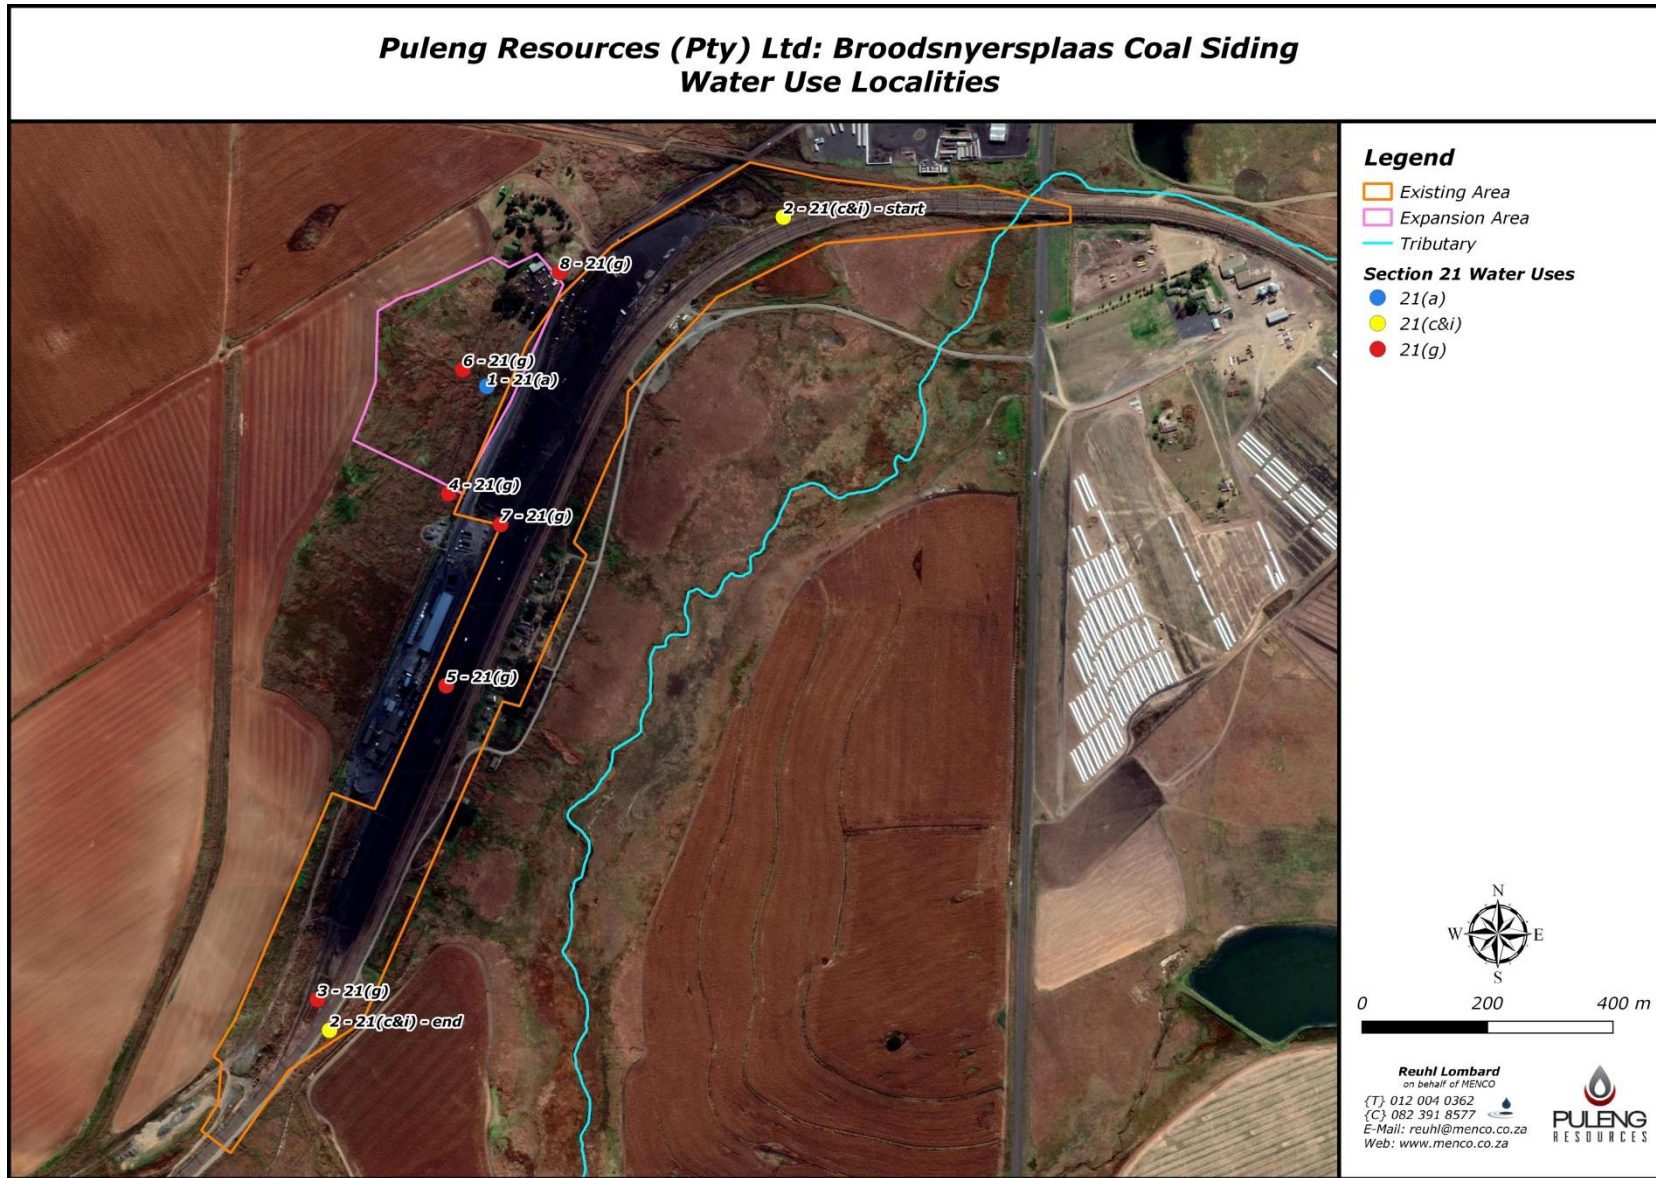 Puleng Resources (Pty) Ltd: Broodsnyersplaas Coal Siding
Water Use Localities
2 - 21(c&i) - start
8 - 21(g)
6 - 21(g)
1 - 21(a)
4 - 21(g)
7 - 21(g)
5 - 21(g)
3 - 21(g)
2 - 21(c&i) - end
Legend
Existing Area
Expansion Area
Tributary
Section 21 Water Uses
21(a)
21(c&i)
21(g)
N
W E
S
0 200 400 m
Reuhl Lombard
on behalf of MENCO
{T} 012 004 0362
{C} 082 391 8577
E-Mail: reuhl@menco.co.za
Web: www.menco.co.za
PULENG
RESOURCES